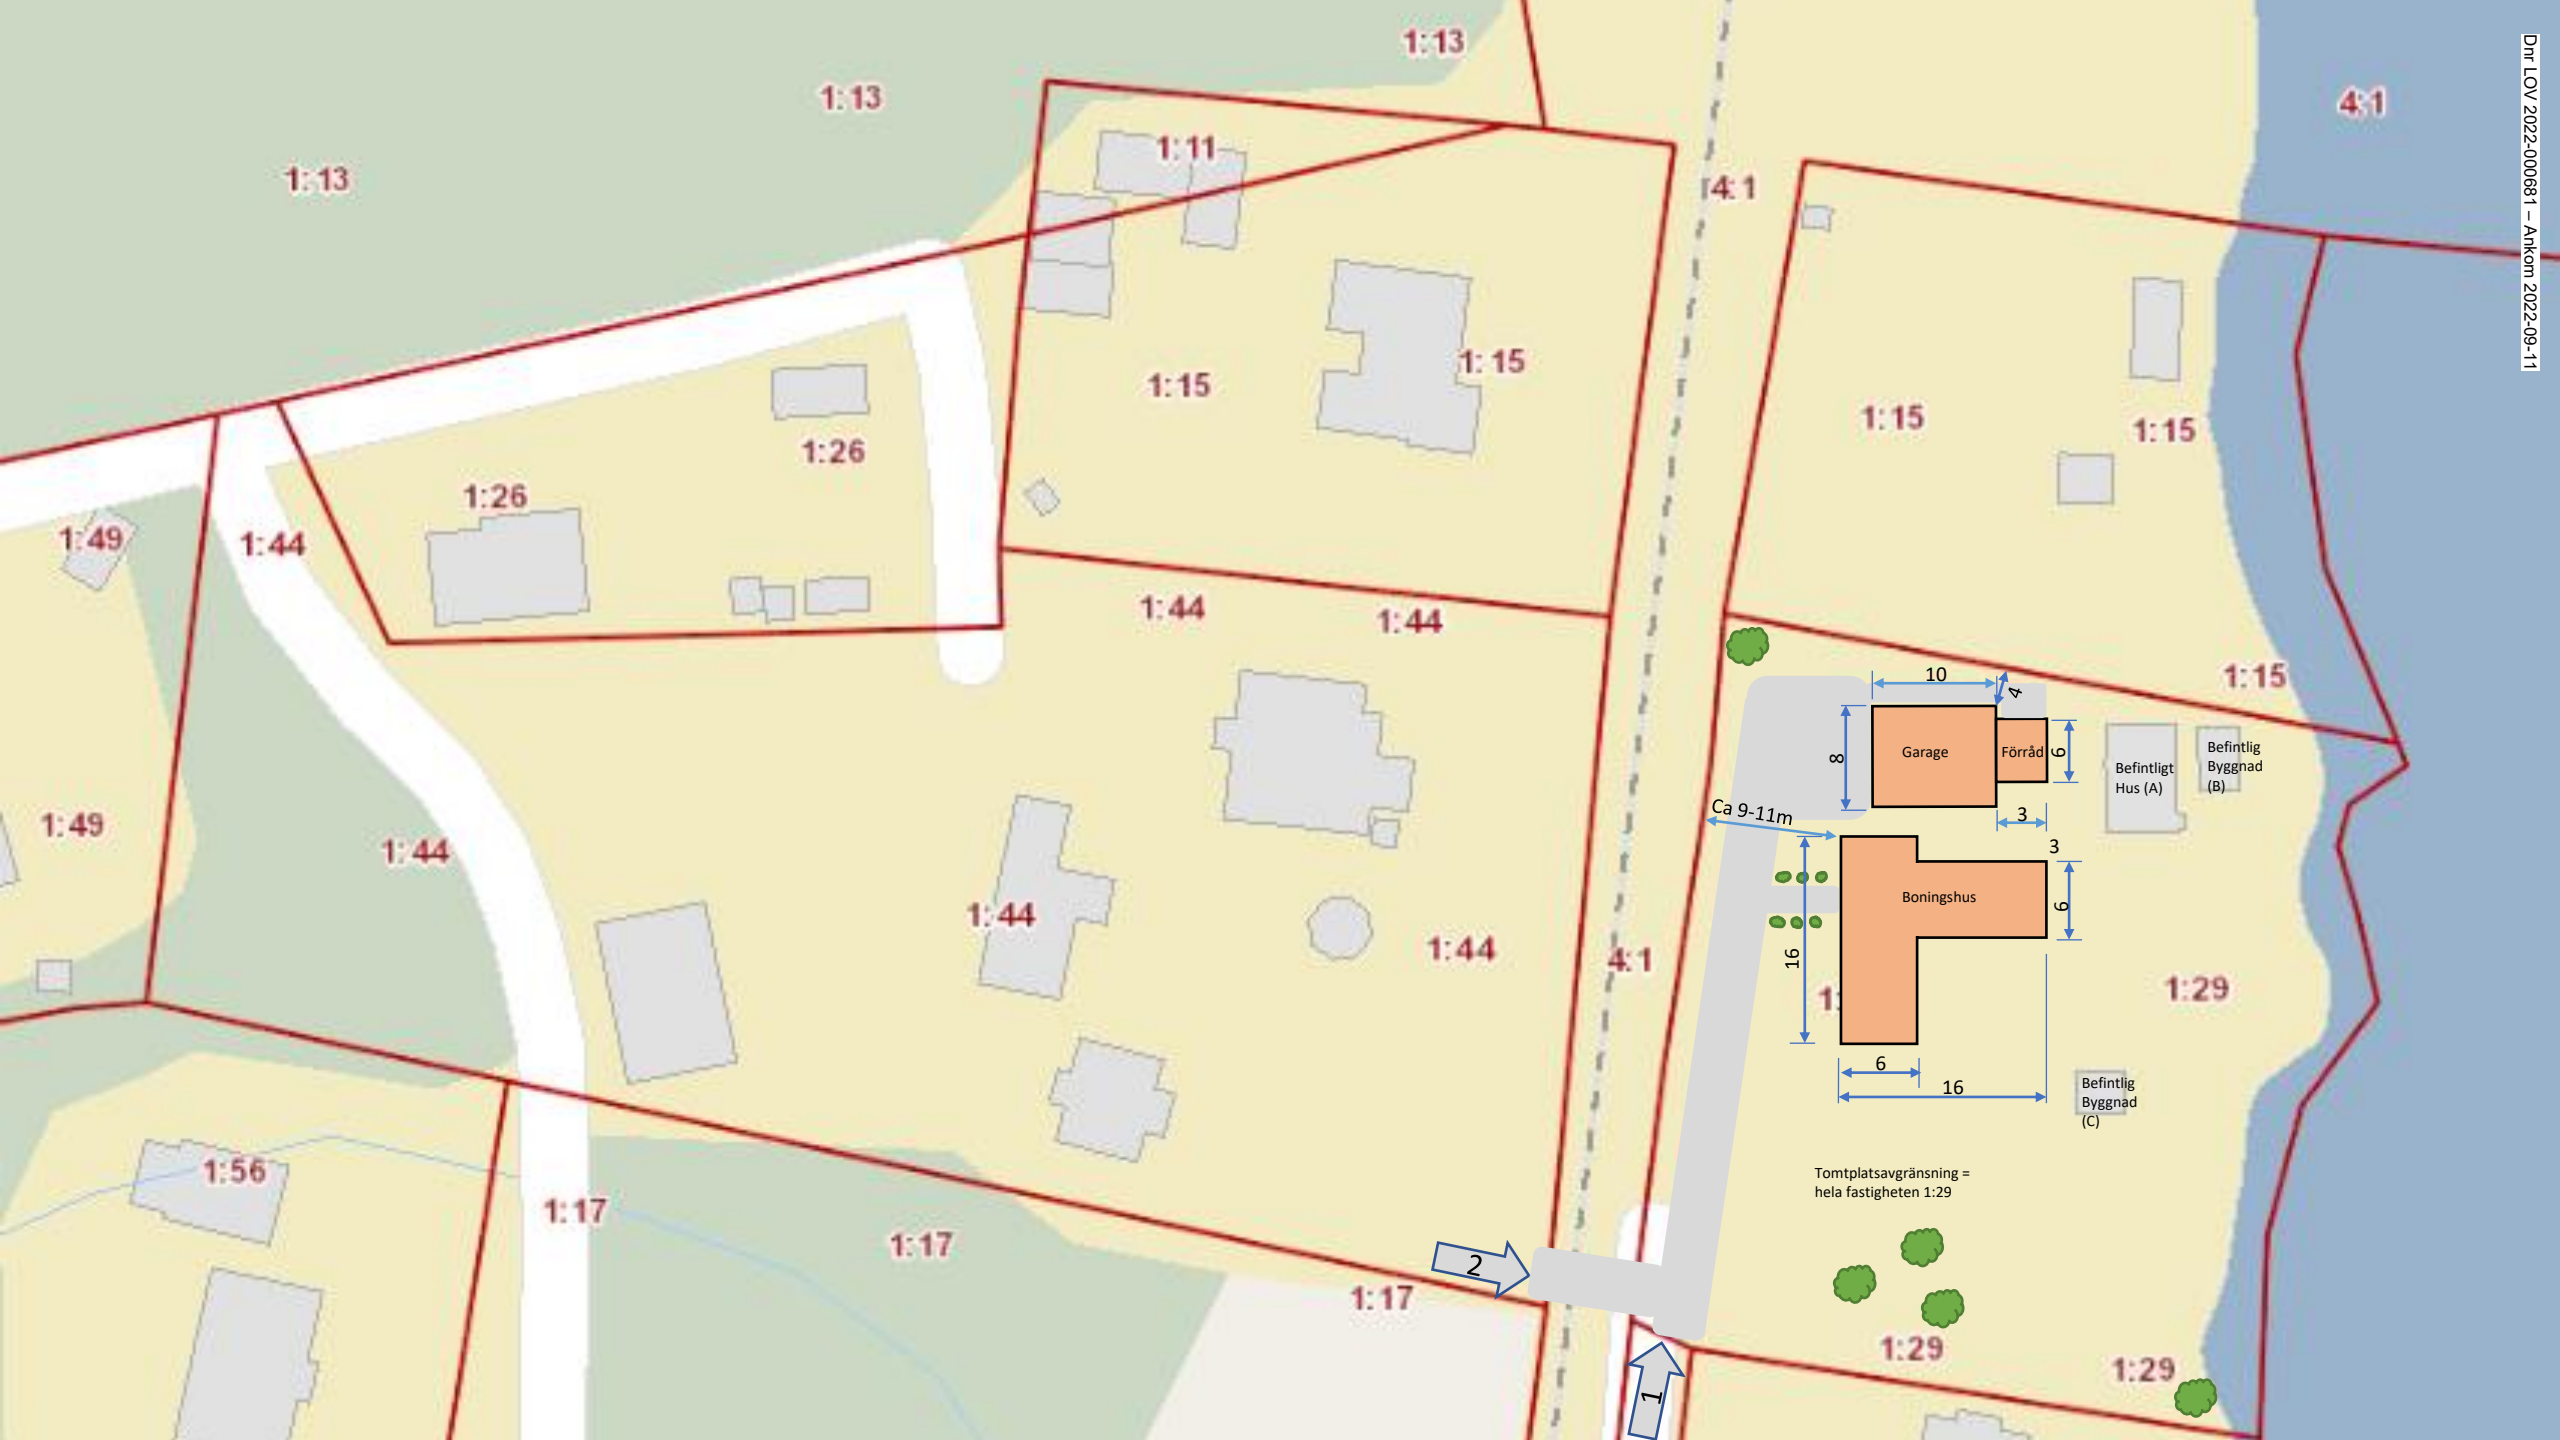 1:13
4:1
Dnr LOV 2022-000681 – Ankom 2022-09-11
1:13
1:11
1:13
4:1
1:15
1:15
1:15
1:15
1:26
1:26
1:49
1:44
1:44
1:44
1:15
10
4
8
Garage
Förråd
6
Befintligt
Hus (A)
Befintlig
Byggnad
(B)
Ca 9-11m
3
1:49
1:44
3
Boningshus
6
1:44
1:44
4:1
16
1:29
6
16
Befintlig
Byggnad
(C)
1:56
1:17
1:17
Tomtplatsavgränsning =
hela fastigheten 1:29
2
1:17
1:29
1:29
1